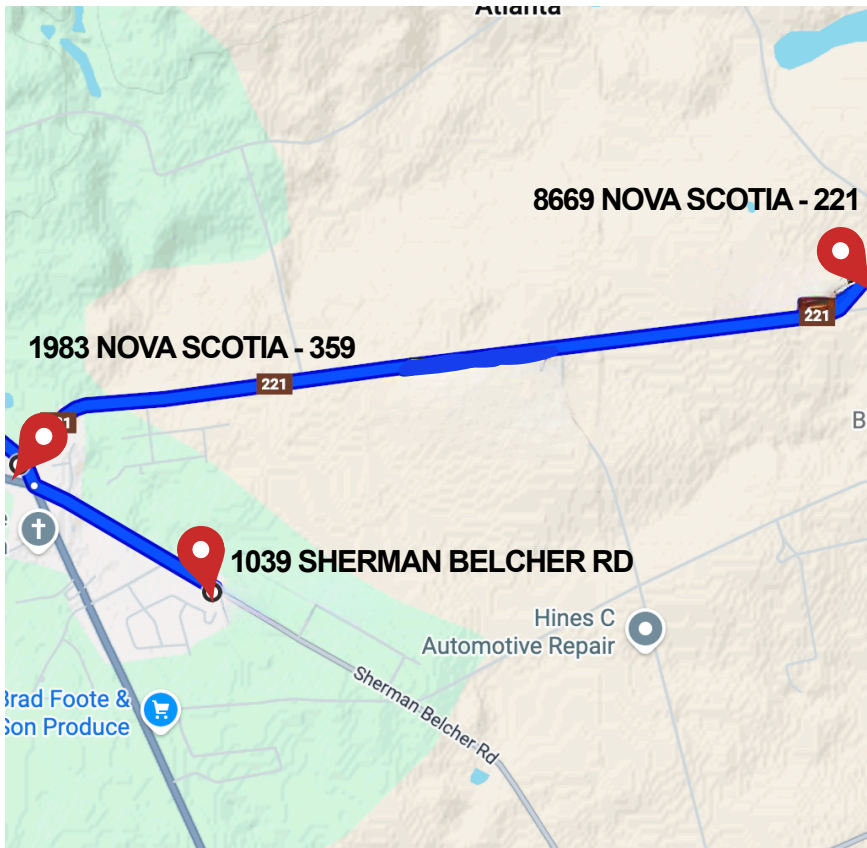 Atlanta
8669 NOVA SCOTIA - 221
221
1983 NOVA SCOTIA - 359
221
1039 SHERMAN BELCHER RD
Hines C
Automotive Repair
Sherman Belcher Rd
Brad Foote &
Son Produce